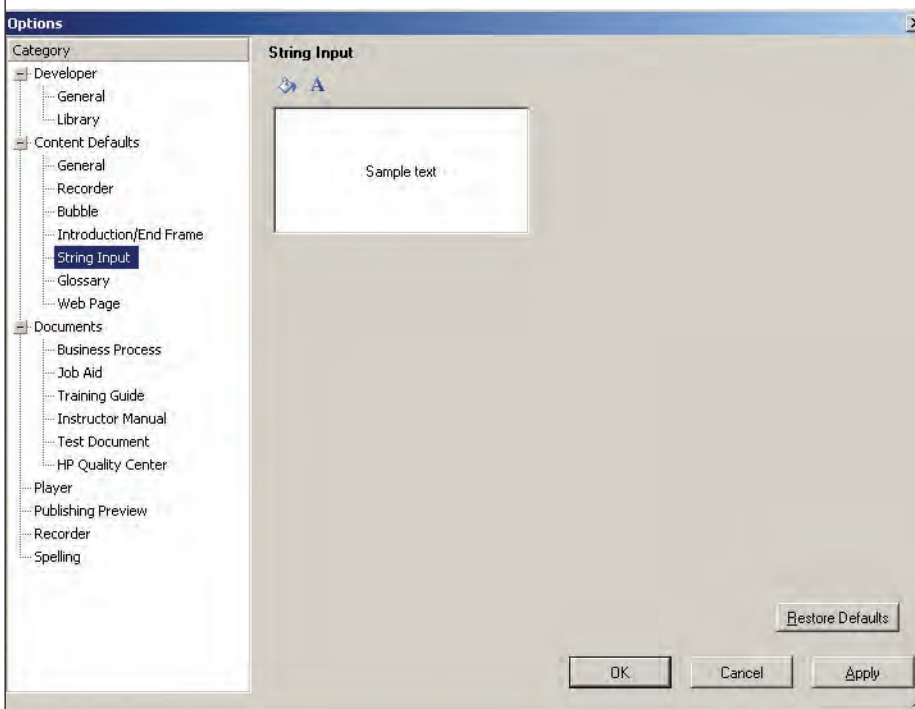 Options
Category
Developer
General
Library
Content Defaults
General
Recorder
Bubble
Introduction/End Frame
String Input
Glossary
Web Page
Documents
Business Process
Job Aid
Training Guide
Instructor Manual
Test Document
HP Quality Center
Player
Publishing Preview
Recorder
Spelling
String Input
A
Sample text
Restore Defaults
OK Cancel Apply